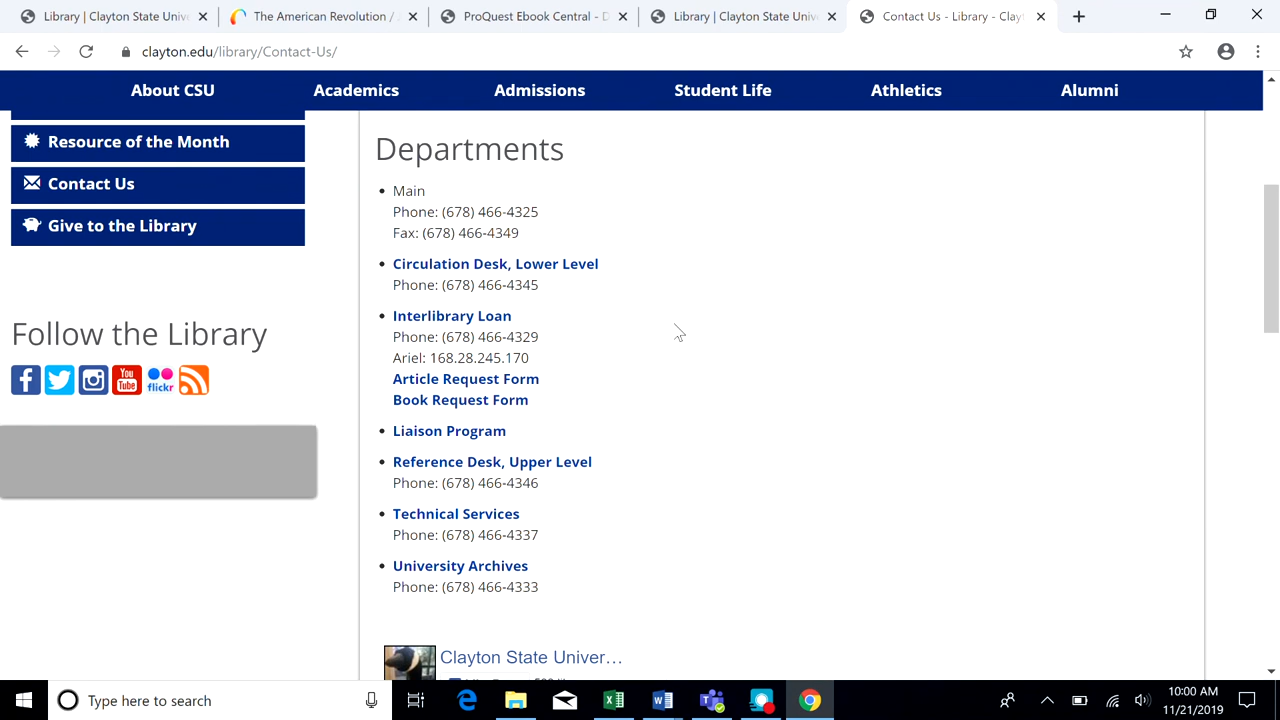 Library | Clayton State Unive
The American Revolution / A
ProQuest Ebook Central - D
Library | Clayton State Unive
Contact Us - Library - Clay
clayton.edu/library/Contact-Us/
About CSU
Academics
Admissions
Student Life
Athletics
Alumni
Resource of the Month
Contact Us
Give to the Library
Follow the Library
You
Tube
flickr
Departments
Main
Phone: (678) 466-4325
Fax: (678) 466-4349
Circulation Desk, Lower Level
Phone: (678) 466-4345
Interlibrary Loan
Phone: (678) 466-4329
Ariel: 168.28.245.170
Article Request Form
Book Request Form
Liaison Program
Reference Desk, Upper Level
Phone: (678) 466-4346
Technical Services
Phone: (678) 466-4337
University Archives
Phone: (678) 466-4333
Clayton State Univer...
Type here to search
10:00 AM
11/21/2019